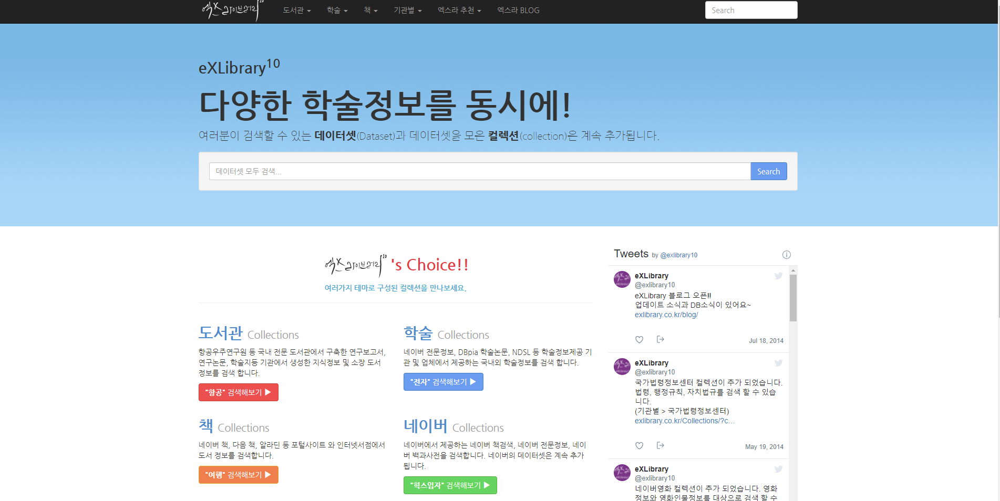 엑스라이브러리10
도서관 학술 책 기관별 엑스라 추천 엑스라 BLOG Search
eXLibrary10
다양한 학술정보를 동시에!
여러분이 검색할 수 있는 데이터셋(Dataset)과 데이터셋을 모은 컬렉션(collection)은 계속 추가됩니다.
데이터셋 모두 검색... Search
엑스라이브러리10 's Choice!!
여러가지 테마로 구성된 컬렉션을 만나보세요.
도서관 Collections
항공우주연구원 등 국내 전문 도서관에서 구축한 연구보고서,
연구논문, 학술지등 기관에서 생성한 지식정보 및 소장 도서
정보를 검색 합니다.
"항공" 검색해보기 ▶
학술 Collections
네이버 전문정보, DBpia 학술논문, NDSL 등 학술정보제공 기
관 및 업체에서 제공하는 국내외 학술정보를 검색 합니다.
"전자" 검색해보기 ▶
책 Collections
네이버 책, 다음 책, 알라딘 등 포털사이트 와 인터넷서점에서
도서 정보를 검색합니다.
"여행" 검색해보기 ▶
네이버 Collections
네이버에서 제공하는 네이버 책검색, 네이버 전문정보, 네이
버 백과사전을 검색합니다. 네이버의 데이터셋은 계속 추가
됩니다.
"힉스입자" 검색해보기 ▶
Tweets by @exlibrary10
eXLibrary
@exlibrary10
eXLibrary 블로그 오픈!!
업데이트 소식과 DB소식이 있어요~
exlibrary.co.kr/blog/
Jul 18, 2014
eXLibrary
@exlibrary10
국가법령정보센터 컬렉션이 추가 되었습니다.
법령, 행정규칙, 자치법규를 검색 할 수 있습
니다.
(기관별 > 국가법령정보센터)
exlibrary.co.kr/Collections/?c…
May 19, 2014
eXLibrary
@exlibrary10
네이버영화 컬렉션이 추가 되었습니다. 영화
정보와 영화인물정보를 대상으로 검색 할 수